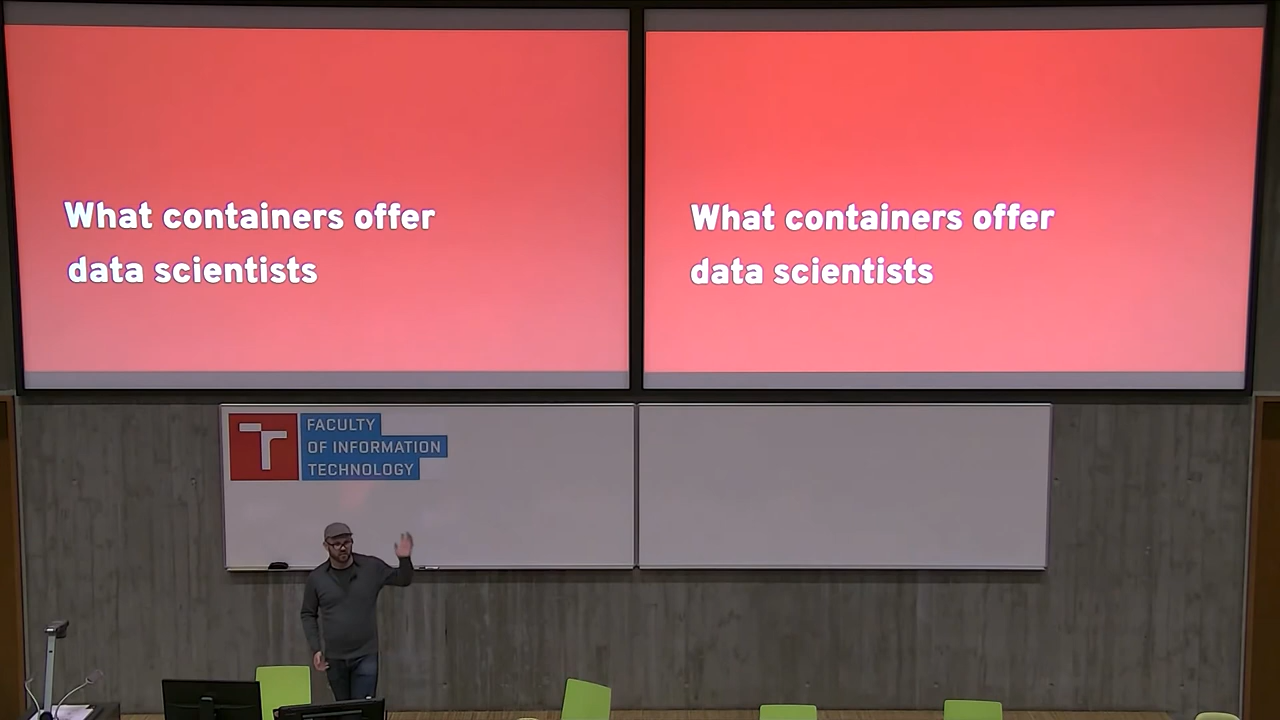 What containers offer
data scientists
What containers offer
data scientists
FACULTY
OF INFORMATION
TECHNOLOGY